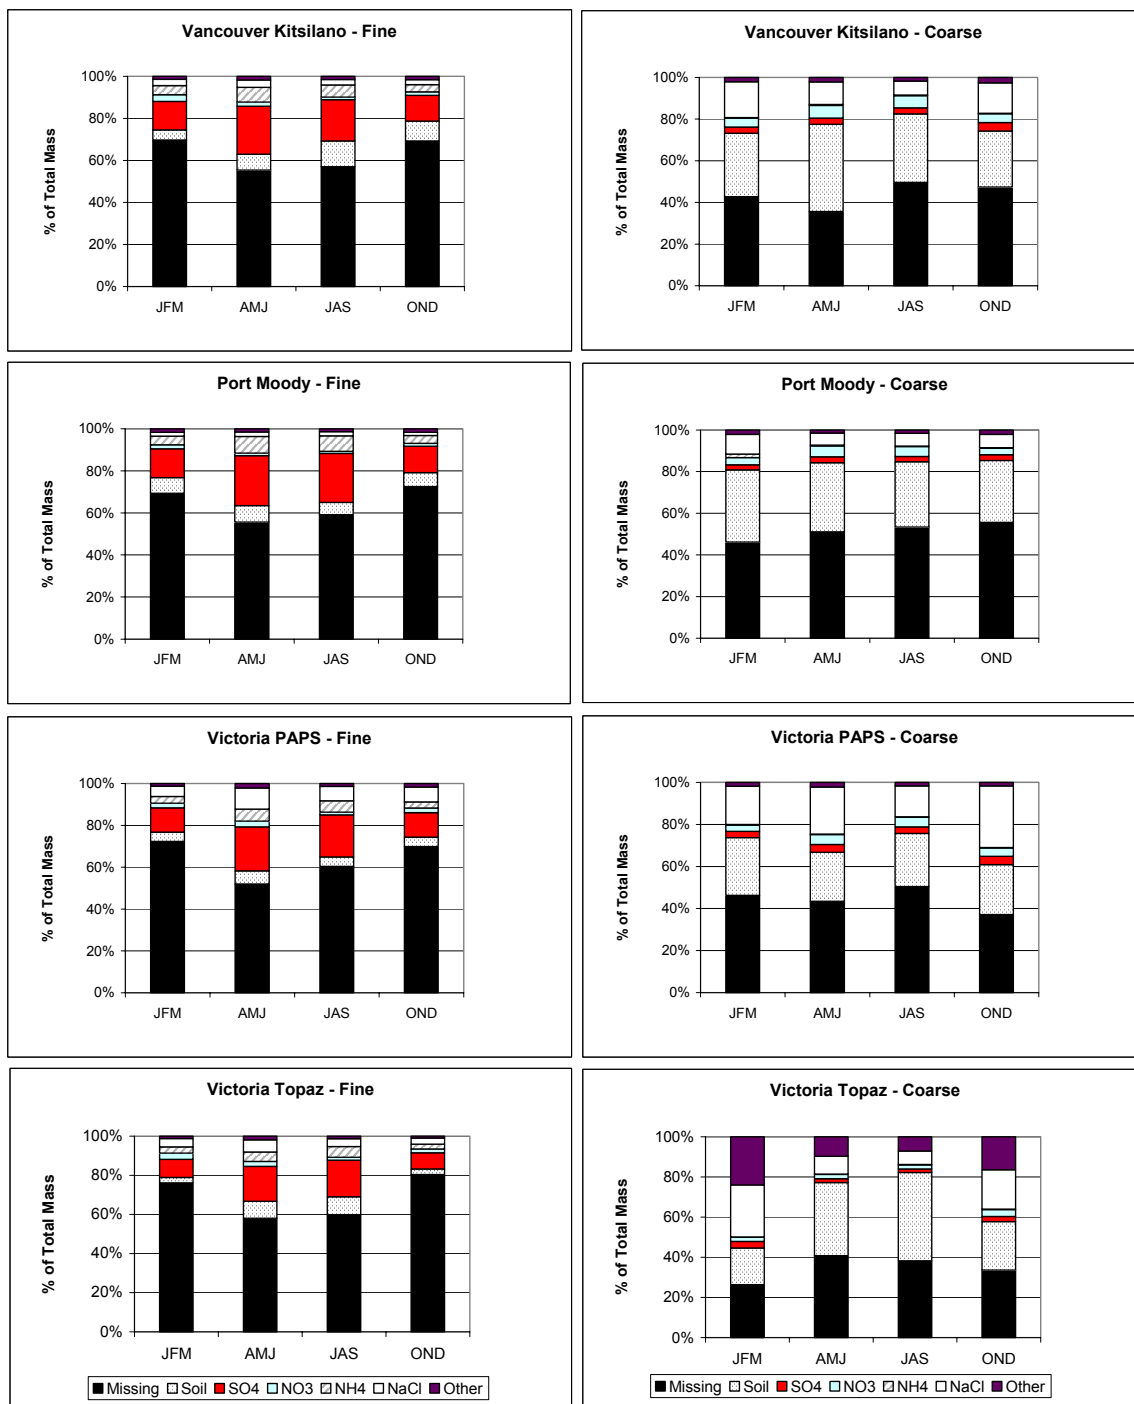 Vancouver Kitsilano - Fine
% of Total Mass
100%
80%
60%
40%
20%
0%
JFM AMJ JAS OND
Vancouver Kitsilano - Coarse
% of Total Mass
100%
80%
60%
40%
20%
0%
JFM AMJ JAS OND
Port Moody - Fine
% of Total Mass
100%
80%
60%
40%
20%
0%
JFM AMJ JAS OND
Port Moody - Coarse
% of Total Mass
100%
80%
60%
40%
20%
0%
JFM AMJ JAS OND
Victoria PAPS - Fine
% of Total Mass
100%
80%
60%
40%
20%
0%
JFM AMJ JAS OND
Victoria PAPS - Coarse
% of Total Mass
100%
80%
60%
40%
20%
0%
JFM AMJ JAS OND
Victoria Topaz - Fine
% of Total Mass
100%
80%
60%
40%
20%
0%
JFM AMJ JAS OND
Missing Soil SO4 NO3 NH4 NaCl Other
Victoria Topaz - Coarse
% of Total Mass
100%
80%
60%
40%
20%
0%
JFM AMJ JAS OND
Missing Soil SO4 NO3 NH4 NaCl Other